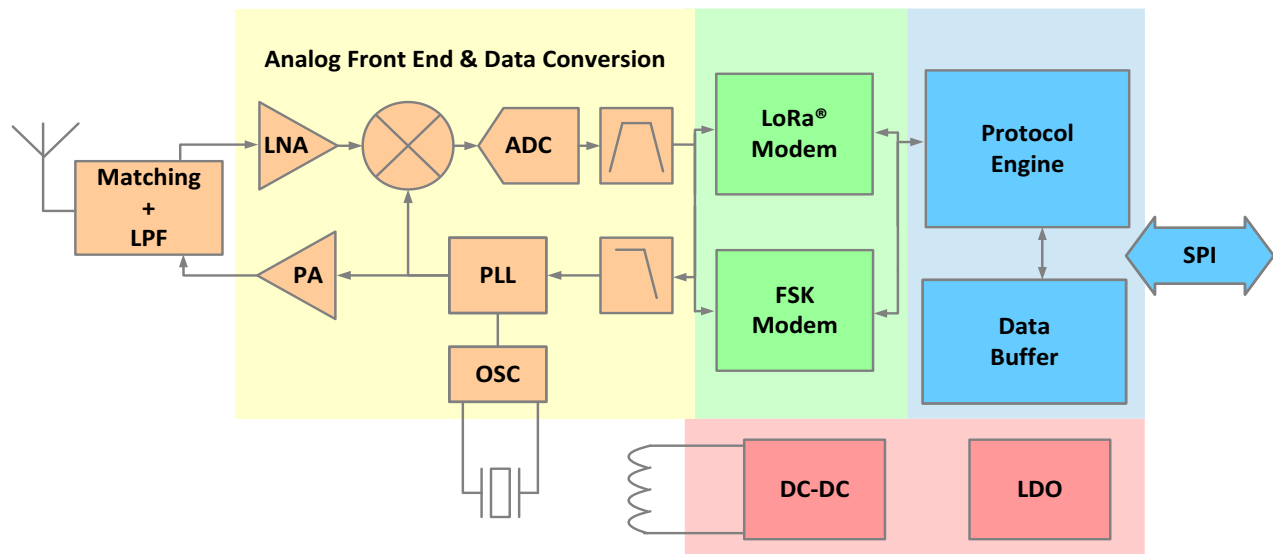 Analog Front End & Data Conversion
LNA
ADC
Matching
+
LPF
PA
PLL
OSC
LoRa®
Modem
FSK
Modem
Protocol
Engine
Data
Buffer
SPI
DC-DC
LDO